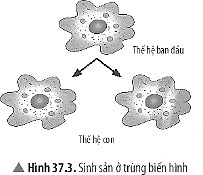 Thế hệ ban đầu
Thế hệ con
▲ Hình 37.3. Sinh sản ở trùng biến hình